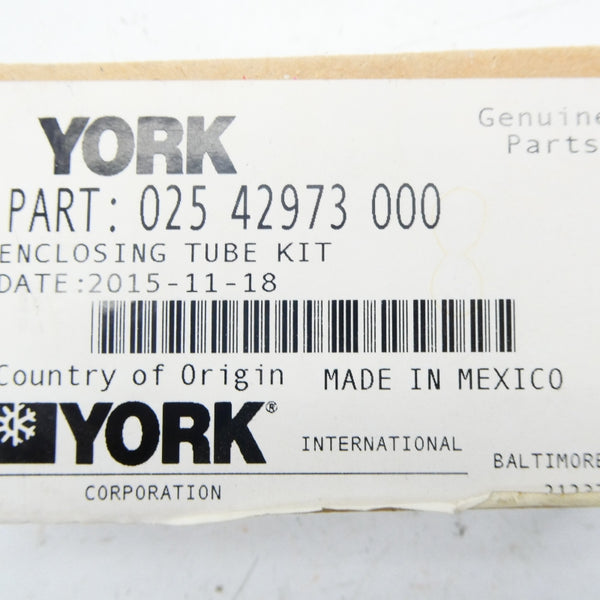 YORK
Genuine
Parts
PART: 025 42973 000
ENCLOSING TUBE KIT
DATE:2015-11-18
Country of Origin MADE IN MEXICO
YORK® INTERNATIONAL
BALTIMORE
CORPORATION